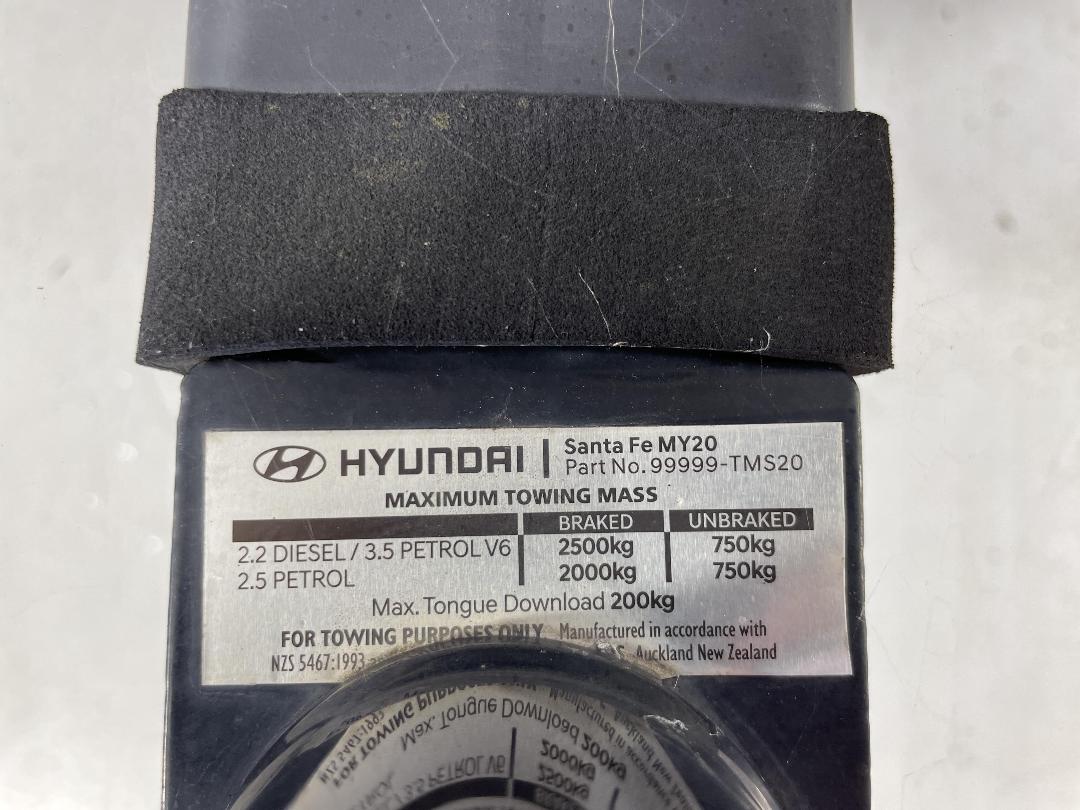 HYUNDAI | Santa Fe MY20
Part No. 99999-TMS20
MAXIMUM TOWING MASS
BRAKED UNBRAKED
2.2 DIESEL / 3.5 PETROL V6 2500kg 750kg
2.5 PETROL 2000kg 750kg
Max. Tongue Download 200kg
FOR TOWING PURPOSES ONLY Manufactured in accordance with
NZS 5467:1993 Auckland New Zealand